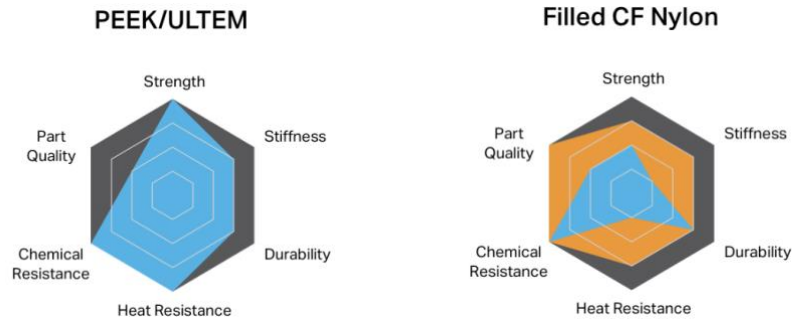 PEEK/ULTEM
Strength
Part
Quality
Stiffness
Chemical
Resistance
Durability
Heat Resistance
Filled CF Nylon
Strength
Part
Quality
Stiffness
Chemical
Resistance
Durability
Heat Resistance